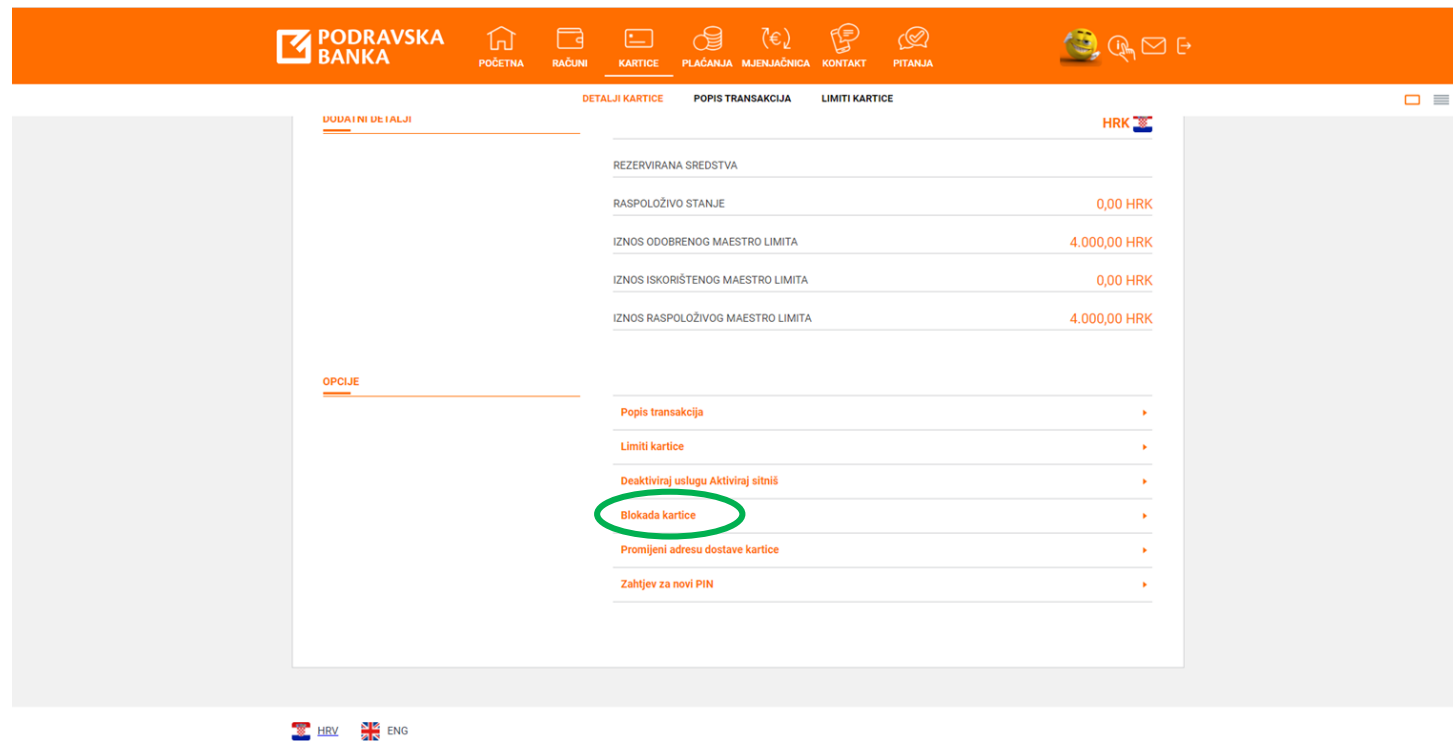 PODRAVSKA
BANKA
POČETNA RAČUNI KARTICE PLAĆANJA MJENJAČNICA KONTAKT PITANJA
DETALJI KARTICE POPIS TRANSAKCIJA LIMITI KARTICE
DODATNI DETALJI
HRK
REZERVIRANA SREDSTVA
RASPOLOŽIVO STANJE 0,00 HRK
IZNOS ODOBRENOG MAESTRO LIMITA 4.000,00 HRK
IZNOS ISKORIŠTENOG MAESTRO LIMITA 0,00 HRK
IZNOS RASPOLOŽIVOG MAESTRO LIMITA 4.000,00 HRK
OPCIJE
Popis transakcija
Limiti kartice
Deaktiviraj uslugu Aktiviraj sitniš
Blokada kartice
Promijeni adresu dostave kartice
Zahtjev za novi PIN
HRV ENG